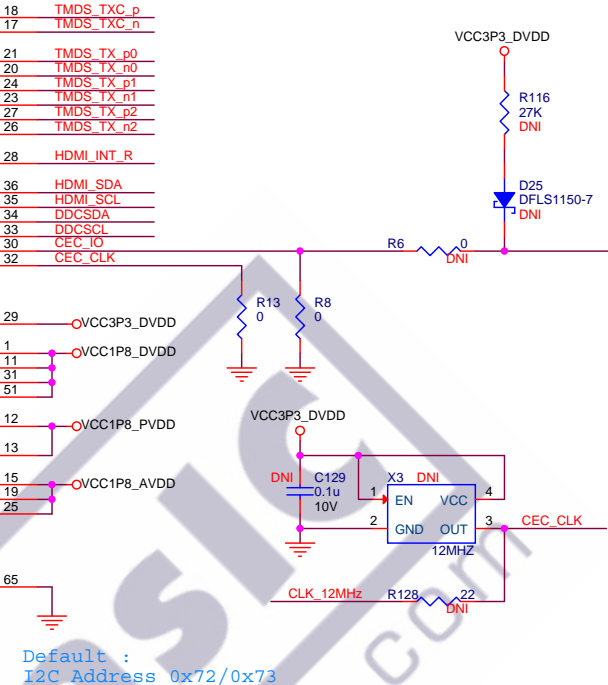 18 TMDS_TXC_p
17 TMDS_TXC_n
21 TMDS_TX_p0
20 TMDS_TX_n0
24 TMDS_TX_p1
23 TMDS_TX_n1
27 TMDS_TX_p2
26 TMDS_TX_n2
28 HDMI_INT_R
36 HDMI_SDA
35 HDMI_SCL
34 DDCSDA
33 DDCSCL
30 CEC_IO
32 CEC_CLK
VCC3P3_DVDD
R116
27K
DNI
D25
DFLS1150-7
DNI
R6 0
DNI
R13
0
R8
0
29 VCC3P3_DVDD
1 VCC1P8_DVDD
11
31
51
12 VCC1P8_PVDD
13
15 VCC1P8_AVDD
19
25
65
VCC3P3_DVDD
DNI C129
0.1u
10V
X3 DNI
1 EN VCC 4
2 GND OUT 3 CEC_CLK
12MHZ
CLK_12MHz R128 22
DNI
Default :
I2C Address 0x72/0x73
sic
com